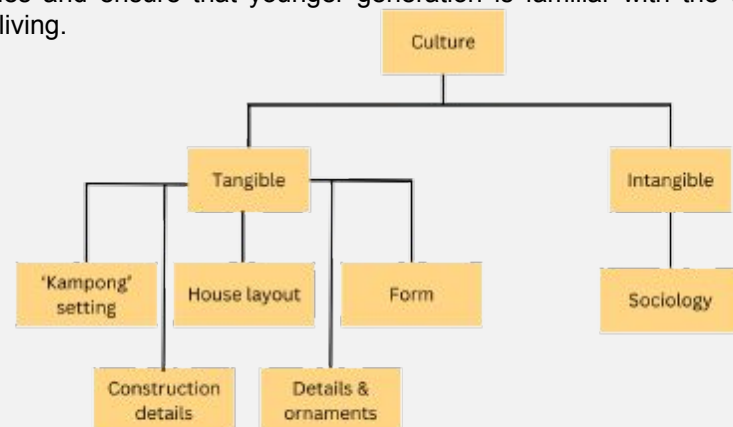 and ensure that younger generation is familiar with the
living.
Culture
Tangible
Intangible
'Kampong'
setting
House layout
Form
Sociology
Construction
details
Details &
ornaments